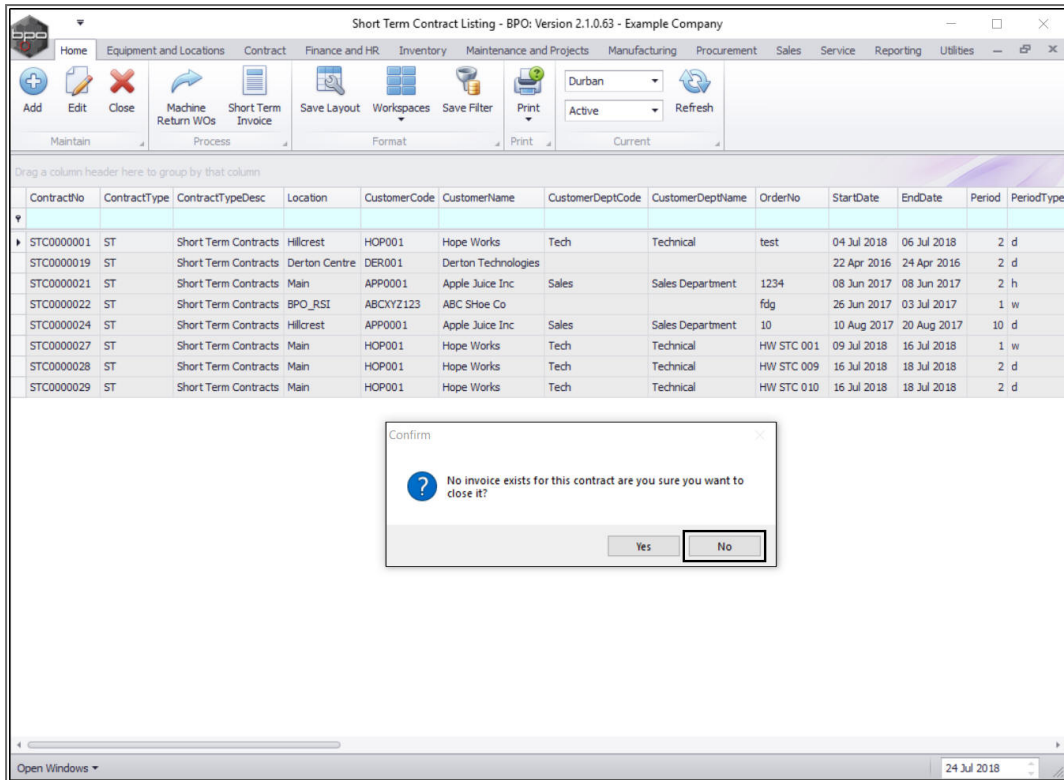 bpo
Short Term Contract Listing - BPO: Version 2.1.0.63 - Example Company
Home Equipment and Locations Contract Finance and HR Inventory Maintenance and Projects Manufacturing Procurement Sales Service Reporting Utilities
Add Edit Close Machine Return WOs Short Term Invoice Save Layout Workspaces Save Filter Print Durban Active Refresh
Maintain Process Format Print Current
Drag a column header here to group by that column
ContractNo ContractType ContractTypeDesc Location CustomerCode CustomerName CustomerDeptCode CustomerDeptName OrderNo StartDate EndDate Period PeriodType
STC0000001 ST Short Term Contracts Hillcrest HOP001 Hope Works Tech Technical test 04 Jul 2018 06 Jul 2018 2 d
STC0000019 ST Short Term Contracts Derton Centre DER001 Derton Technologies 22 Apr 2016 24 Apr 2016 2 d
STC0000021 ST Short Term Contracts Main APP0001 Apple Juice Inc Sales Sales Department 1234 08 Jun 2017 08 Jun 2017 2 h
STC0000022 ST Short Term Contracts BPO_RSI ABCXYZ123 ABC SHoe Co fdg 26 Jun 2017 03 Jul 2017 1 w
STC0000024 ST Short Term Contracts Hillcrest APP0001 Apple Juice Inc Sales Sales Department 10 10 Aug 2017 20 Aug 2017 10 d
STC0000027 ST Short Term Contracts Main HOP001 Hope Works Tech Technical HW STC 001 09 Jul 2018 16 Jul 2018 1 w
STC0000028 ST Short Term Contracts Main HOP001 Hope Works Tech Technical HW STC 009 16 Jul 2018 18 Jul 2018 2 d
STC0000029 ST Short Term Contracts Main HOP001 Hope Works Tech Technical HW STC 010 16 Jul 2018 18 Jul 2018 2 d
Confirm
No invoice exists for this contract are you sure you want to
close it?
Yes No
Open Windows 24 Jul 2018